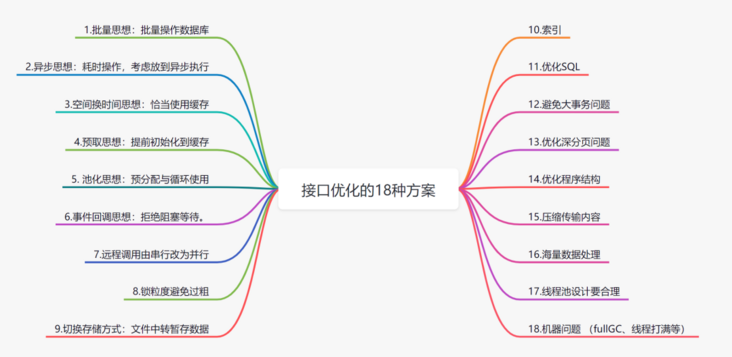 接口优化的18种方案
1.批量思想：批量操作数据库
2.异步思想：耗时操作，考虑放到异步执行
3.空间换时间思想：恰当使用缓存
4.预取思想：提前初始化到缓存
5. 池化思想：预分配与循环使用
6.事件回调思想：拒绝阻塞等待。
7.远程调用由串行改为并行
8.锁粒度避免过粗
9.切换存储方式：文件中转暂存数据
10.索引
11.优化SQL
12.避免大事务问题
13.优化深分页问题
14.优化程序结构
15.压缩传输内容
16.海量数据处理
17.线程池设计要合理
18.机器问题 （fullGC、线程打满等）